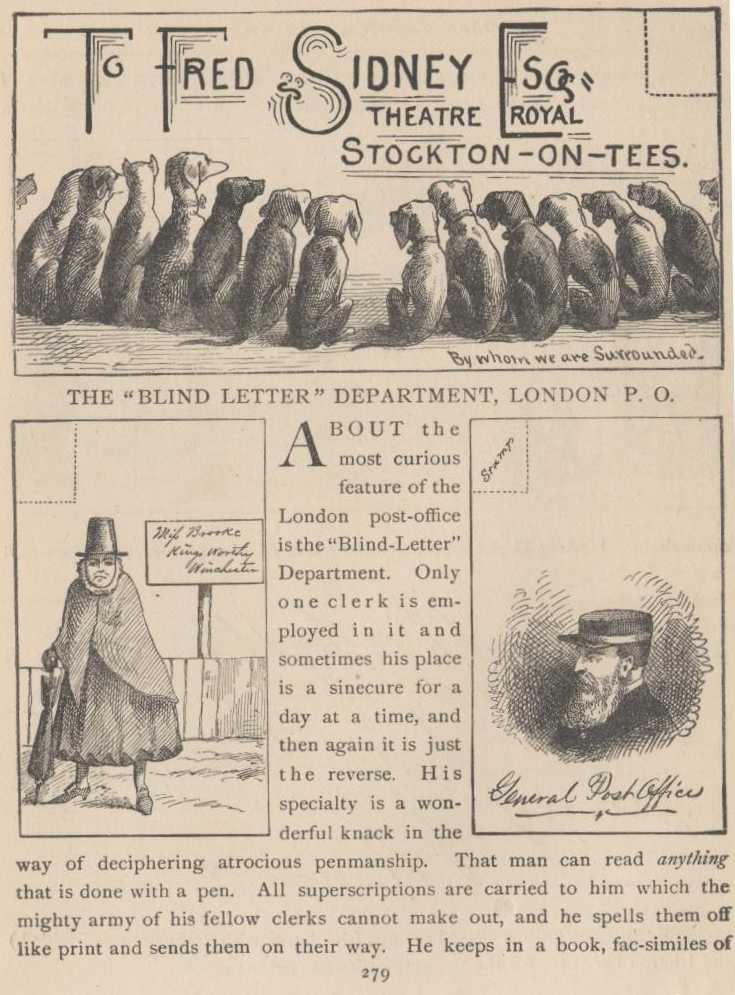 To Fred Sidney Esq
Theatre Royal
Stockton-on-Tees.
By whom we are Surrounded.
THE “BLIND LETTER” DEPARTMENT, LONDON P. O.
Miss Brooke
Kings Worthy
Winchester
ABOUT the
most curious
feature of the
London post-office
is the “Blind-Letter”
Department. Only
one clerk is em-
ployed in it and
sometimes his place
is a sinecure for a
day at a time, and
then again it is just
the reverse. His
specialty is a won-
derful knack in the
Stamps
General Post Office
way of deciphering atrocious penmanship. That man can read anything
that is done with a pen. All superscriptions are carried to him which the
mighty army of his fellow clerks cannot make out, and he spells them off
like print and sends them on their way. He keeps in a book, fac-similes of
279